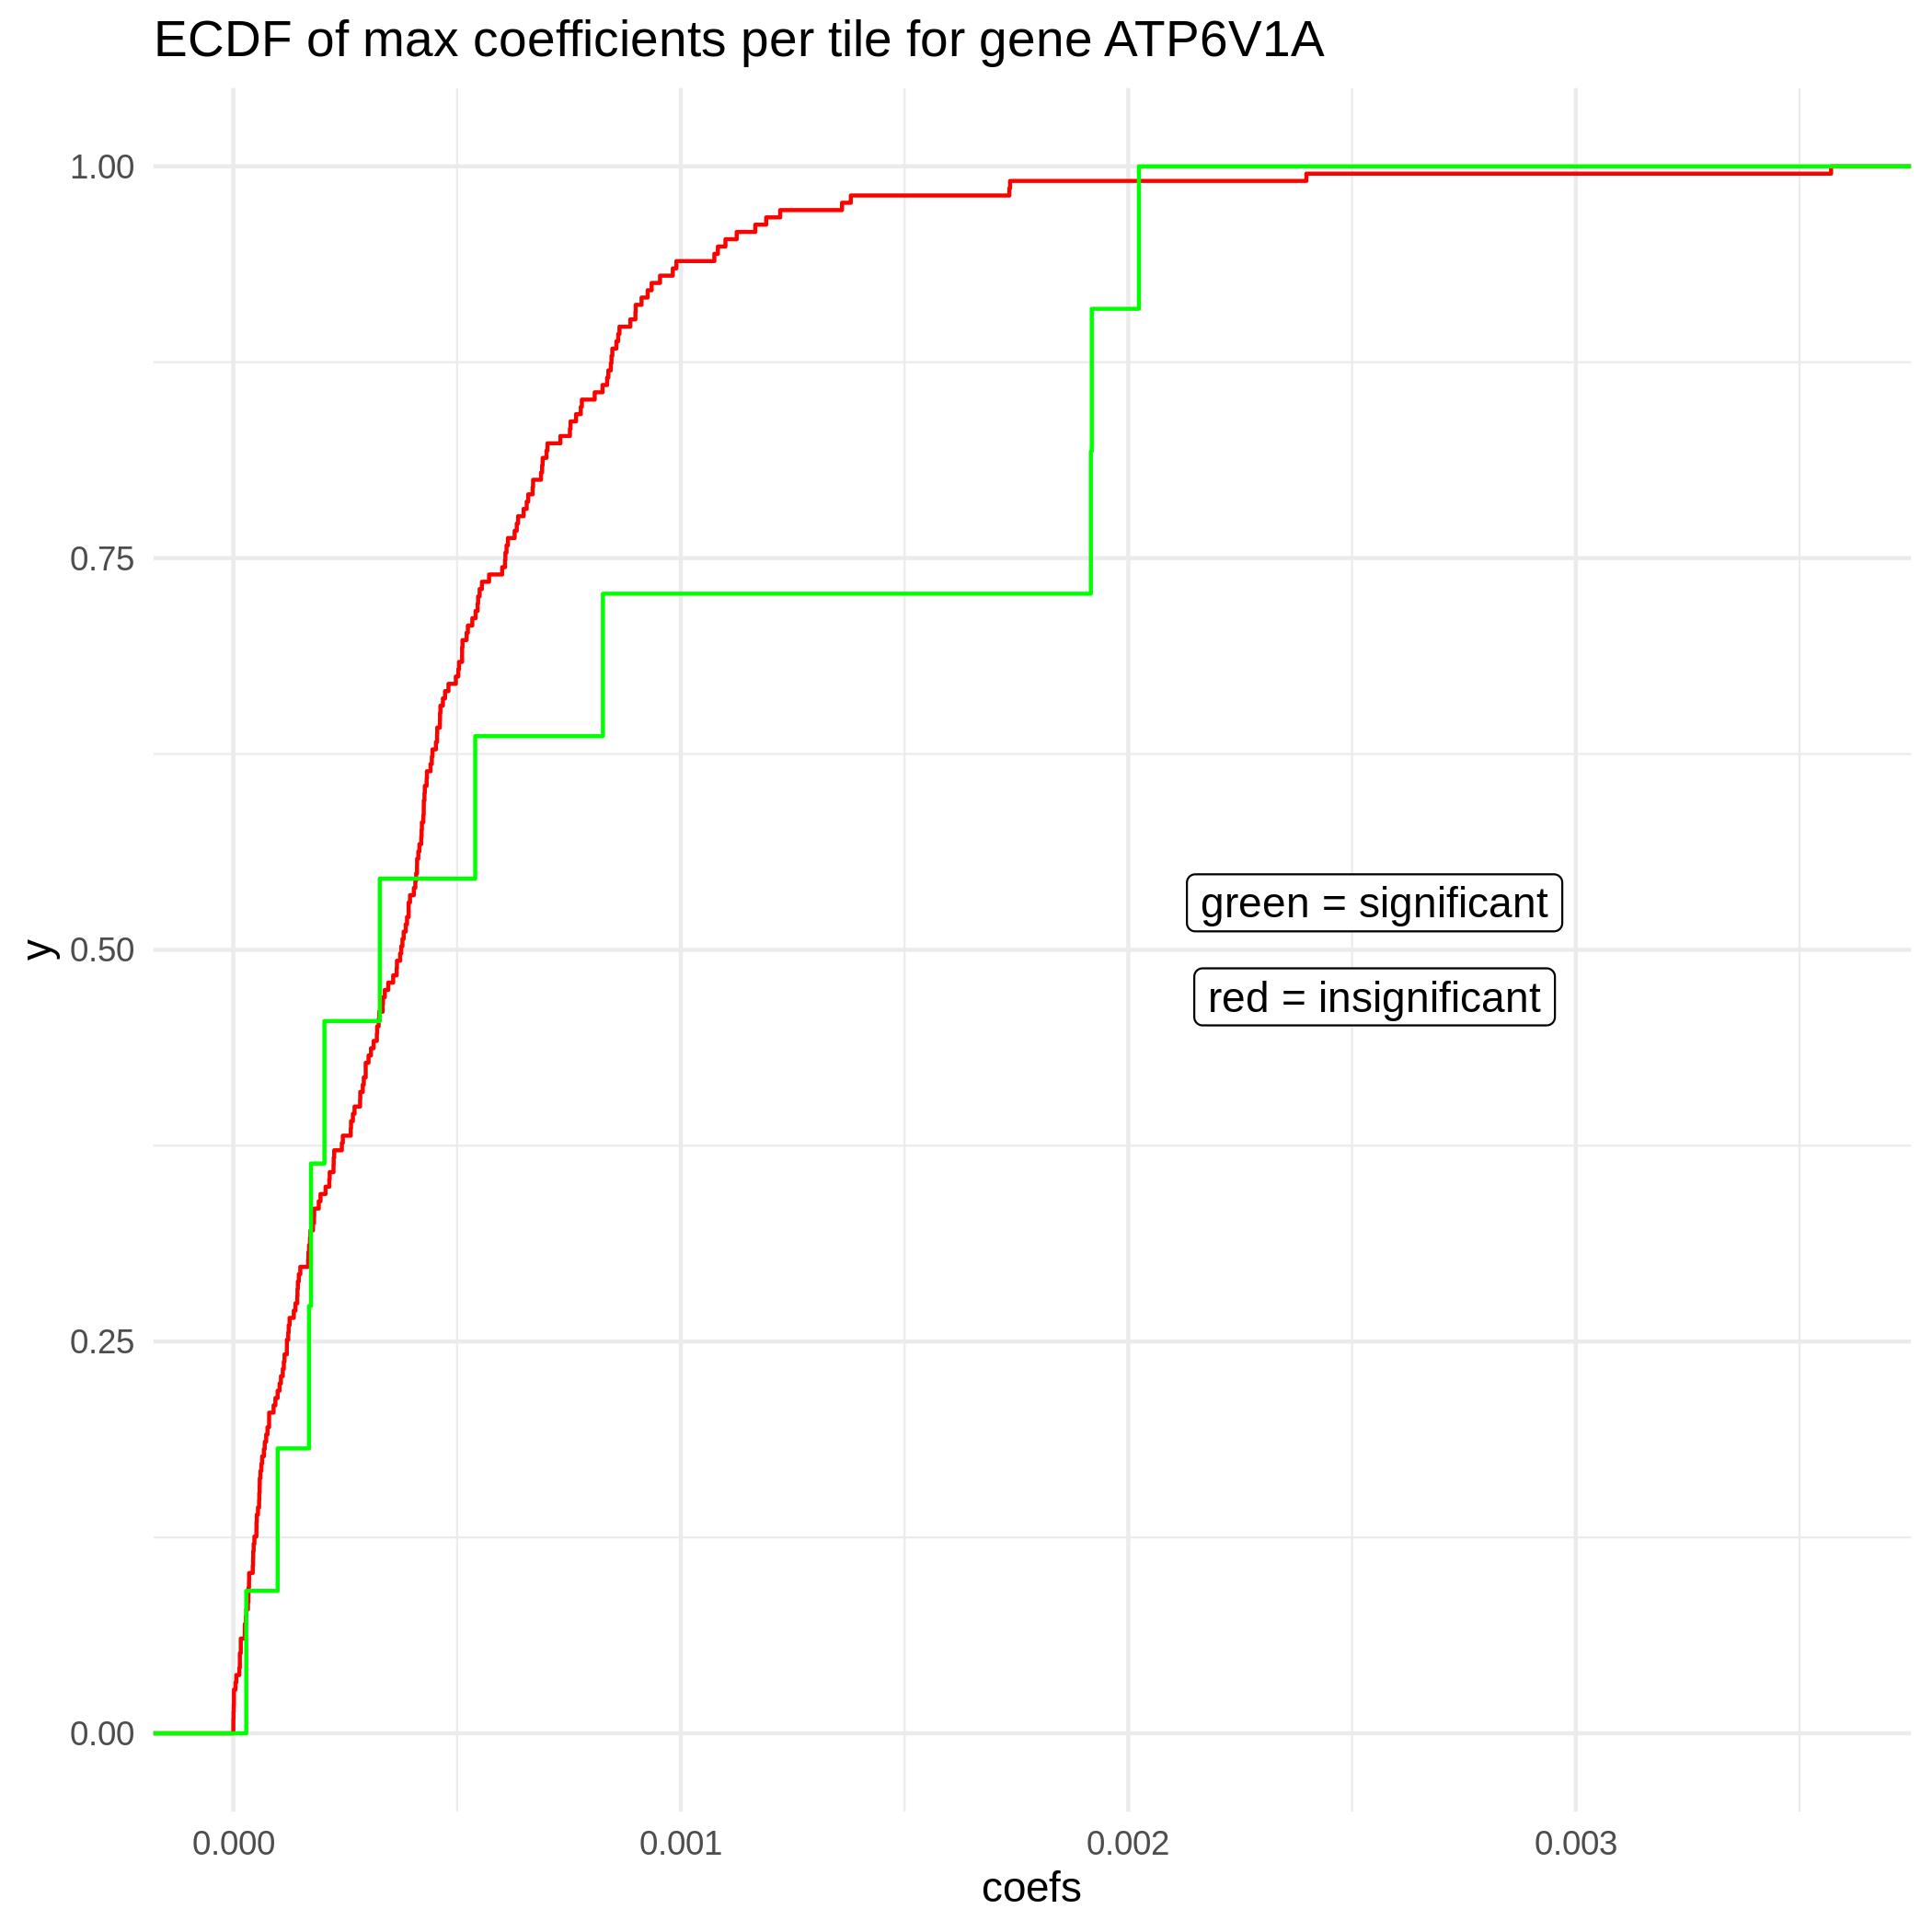 ECDF of max coefficients per tile for gene ATP6V1A
1.00
0.75
0.50
0.25
0.00
y
green = significant
red = insignificant
0.000 0.001 0.002 0.003
coefs